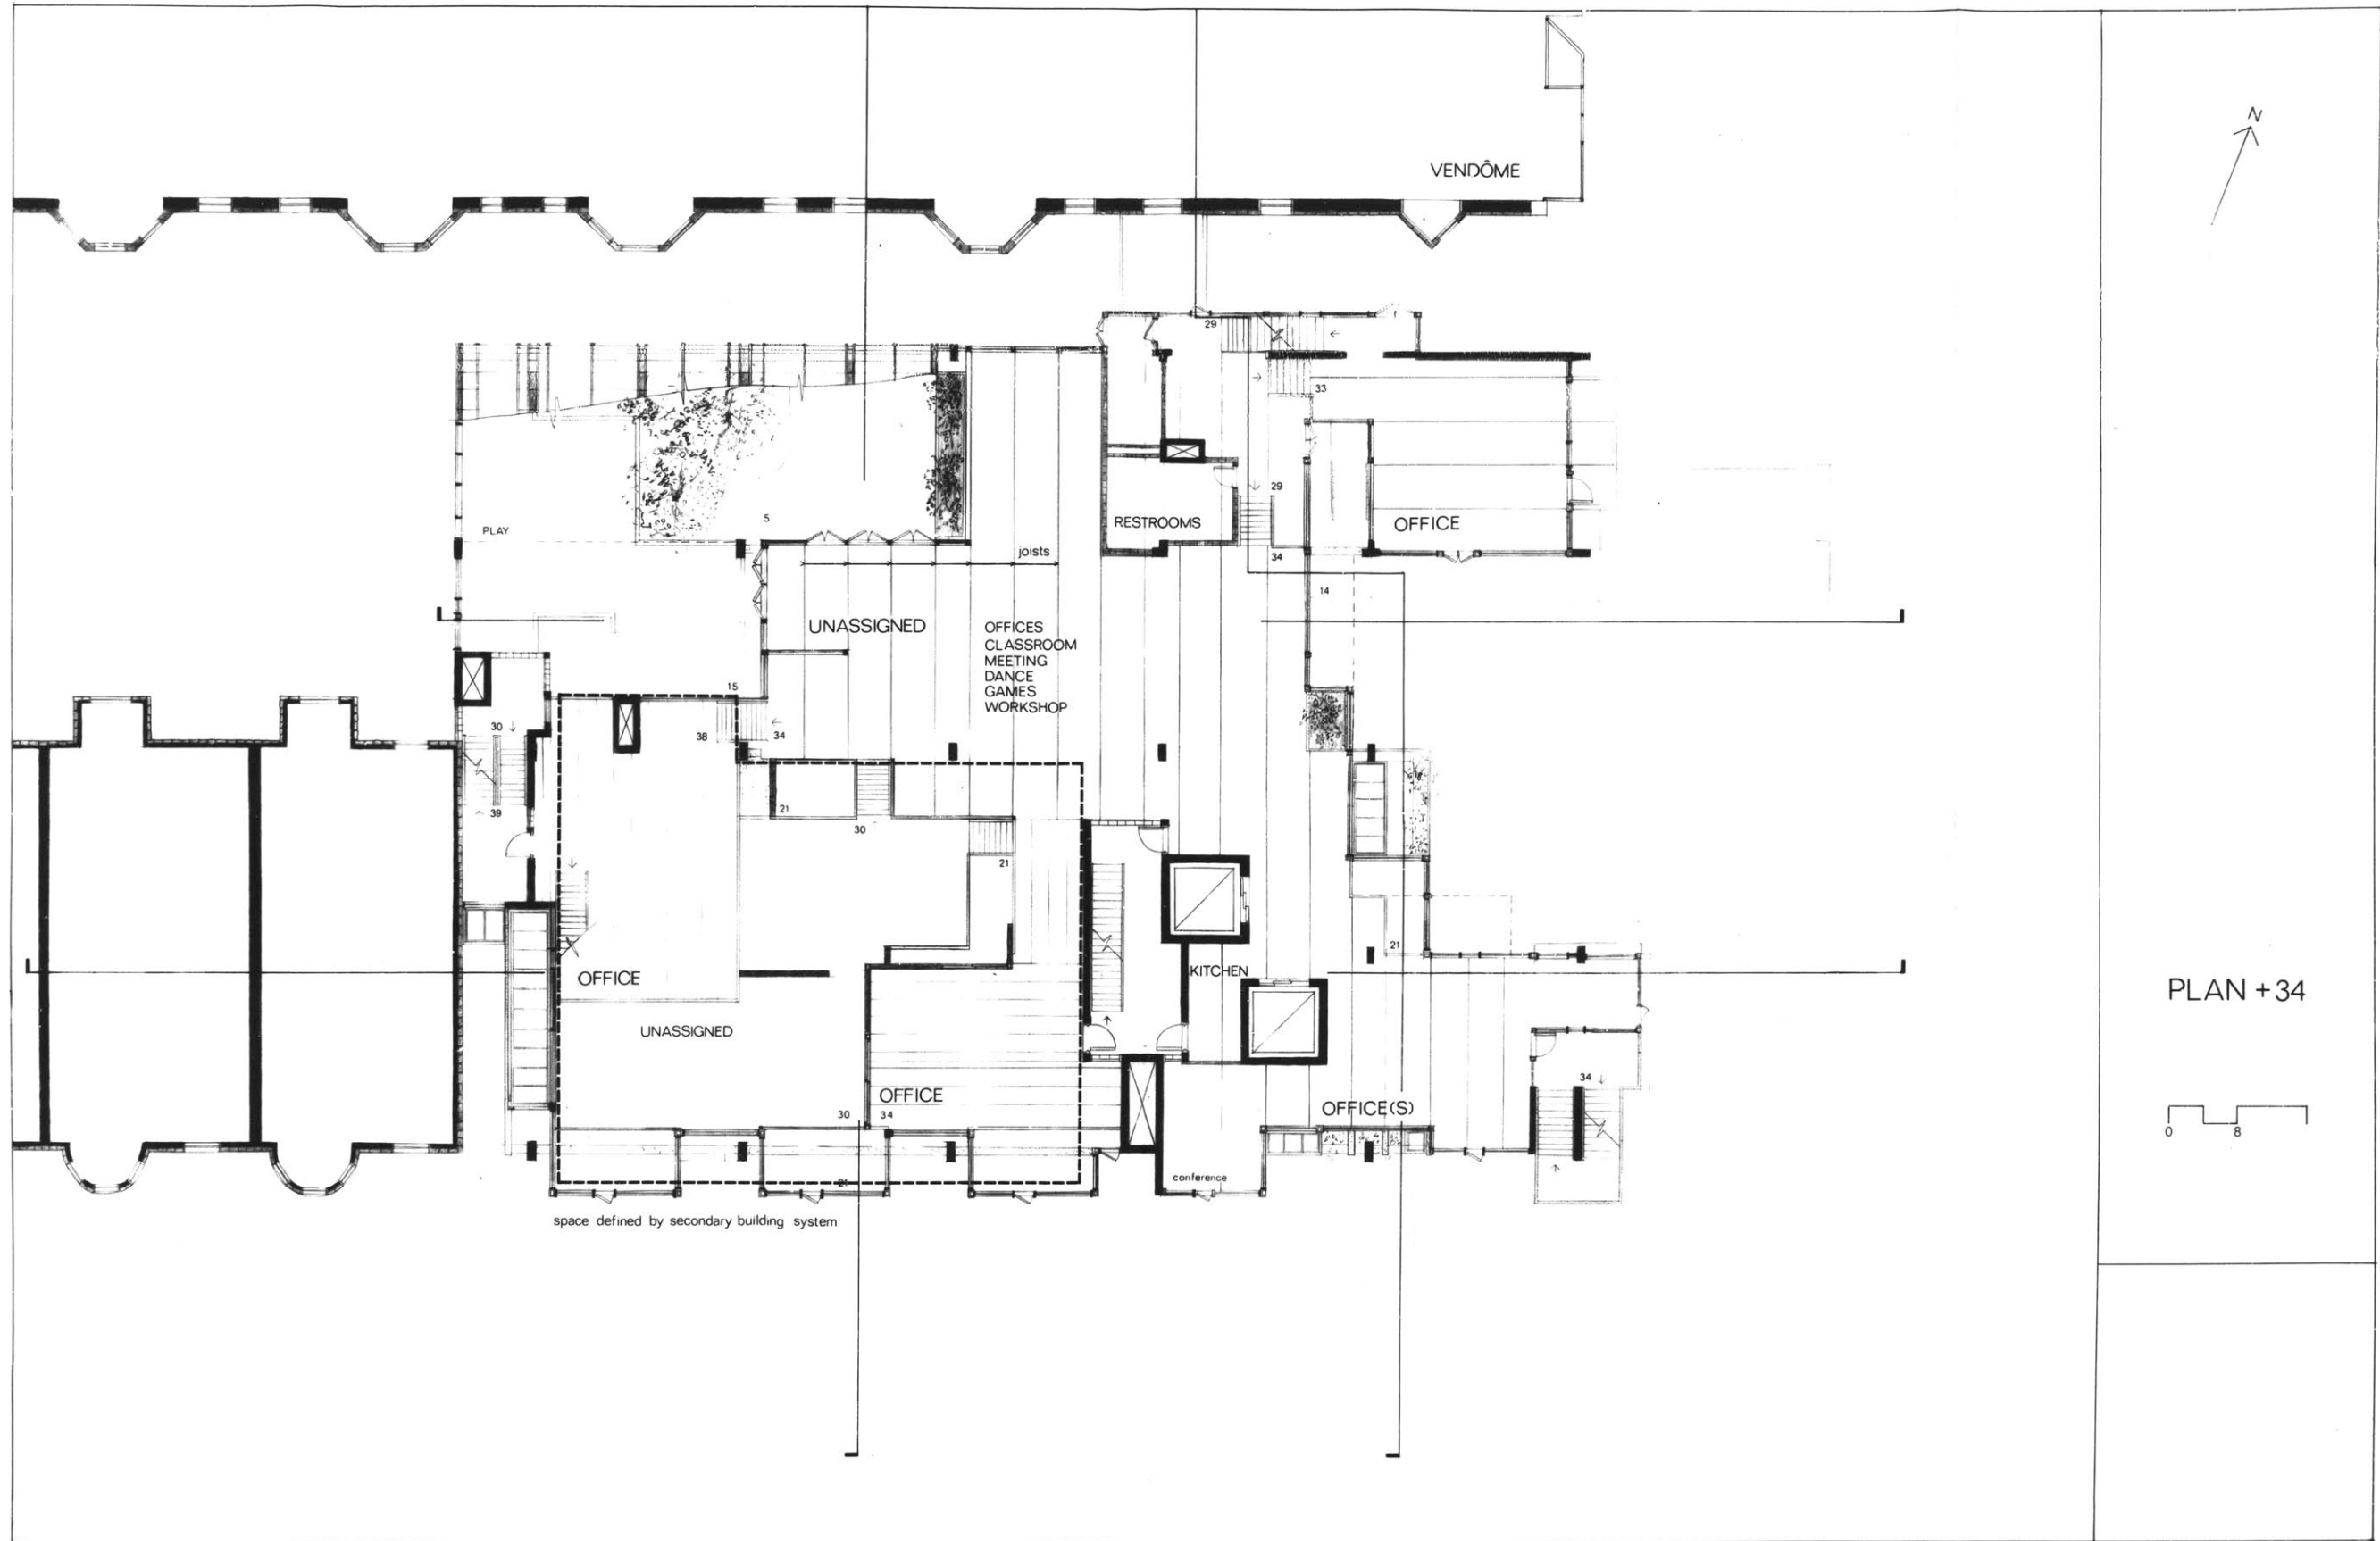 N
VENDÔME
29
33
PLAY
5
RESTROOMS
29
OFFICE
joists
34
14
UNASSIGNED
OFFICES
CLASSROOM
MEETING
DANCE
GAMES
WORKSHOP
15
30
38
34
39
21
30
21
21
OFFICE
KITCHEN
PLAN +34
UNASSIGNED
34
OFFICE
OFFICE(S)
30
34
0
8
conference
21
space defined by secondary building system